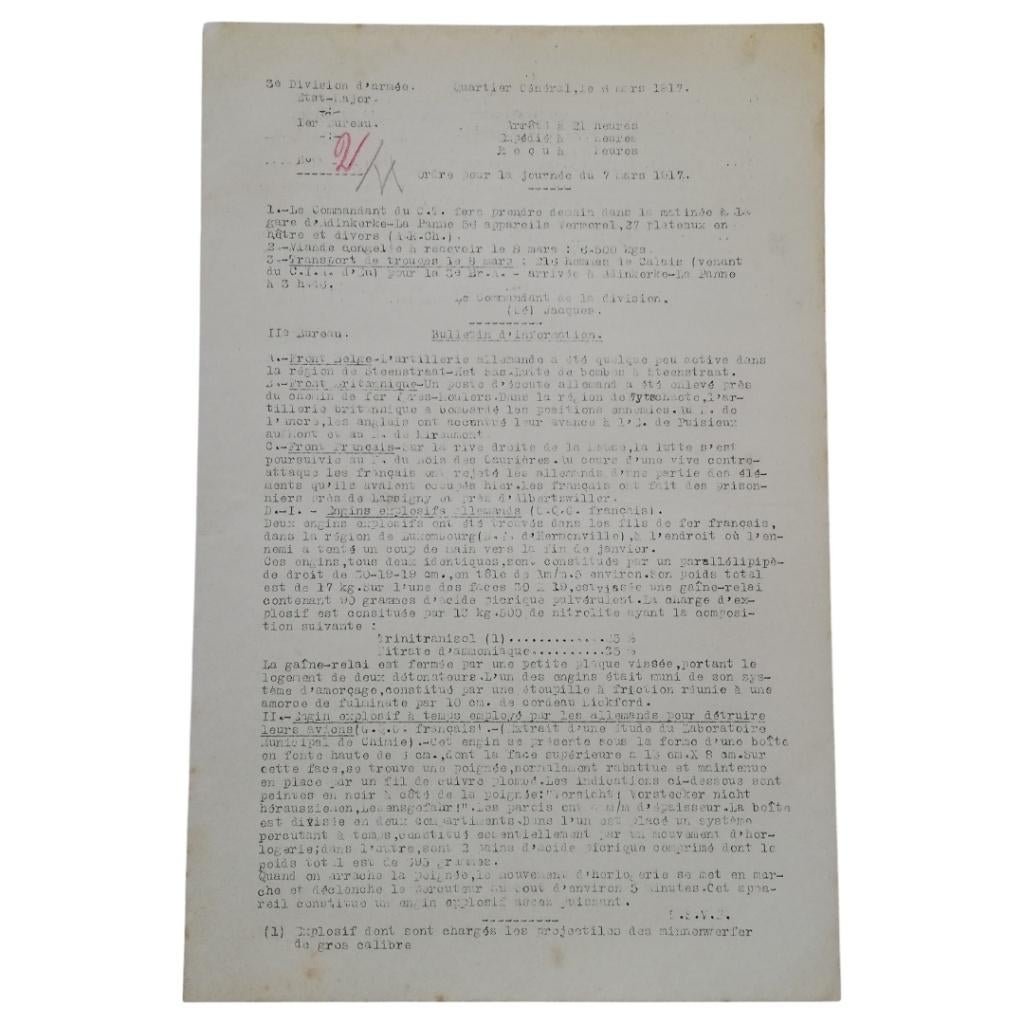 3e Division d'armée. Quartier Général, le 6 mars 1917.
Etat-Major.
1er Bureau. Arrêté à 21 heures
Expédié à heures
No 2/ Reçu à heures
Ordre pour la journée du 7 mars 1917.
1.-Le Commandant du fera prendre demain dans la matinée à la
gare d'Adinkerke-La Panne 56 appareils Vermorel, 27 plateaux en
hêtre et divers
2.-Viande congelée à recevoir le 8 mars : 6.500 kgs.
3.-Transport de troupes le 8 mars : 216 hommes de Calais (venant
du C.I. d'Eu) pour la 3e - arrivée à Adinkerke-La Panne
à 3
Le Commandant de la division.
(sé) Jacques.
IIe Bureau. Bulletin d'information.
A.-Front Belge-L'artillerie allemande a été quelque peu active dans
la région de Steenstraat-Het Sas.Lutte de bombes à Steenstraat.
B.-Front Britannique-Un poste d'écoute allemand a été enlevé près
du chemin de fer Ypres-Roulers.Dans la région de Wytschaete,l'ar-
tillerie britannique a bombardé les positions ennemies.Au N. de
l'Ancre,les anglais ont accentué leur avance à l'E. de Puisieux
au Mont et au N. de
C.-Front Français-Sur la rive droite de la Meuse,la lutte s'est
poursuivie au N. du Bois des Caurières.Au cours d'une vive contre-
attaque les français ont rejeté les allemands d'une partie des élé-
ments qu'ils avaient occupés hier.Les français ont fait des prison-
niers près de Lassigny et près d'Albertswiller.
D.-I. - Engins explosifs allemands (G.Q.G. français).
Deux engins explosifs ont été trouvés dans les fils de fer français,
dans la région de Luxembourg d'Hermonville),à l'endroit où l'en-
nemi a tenté un coup de main vers la fin de janvier.
Ces engins,tous deux identiques,sont constitués par un parallélipipè-
de droit de 30-19-19 cm.,en tôle de 1m/m.5 environ.Son poids total
est de 17 kg.Sur l'une des faces 30 X 19,est une gaîne-relai
contenant 90 grammes d'acide picrique pulvérulent.La charge d'ex-
plosif est consituée par 13 kg.500 de nitrolite ayant la composi-
tion suivante :
Trinitranisol (1)............
Nitrate d'ammoniaque..........
La gaîne-relai est fermée par une petite plaque vissée,portant le
logement de deux détonateurs.L'un des engins était muni de son sys-
tème d'amorçage,constitué par une étoupille à friction réunie à une
amorce de fulminate par 10 cm. de cordeau Bickford.
II.-Engin explosif à temps employé par les allemands pour détruire
leurs avions(G.Q.G. français).-(Extrait d'une étude du Laboratoire
Municipal de Chimie).-Cet engin se présente sous la forme d'une boîte
en fonte haute de cm.,dont la face supérieure a 13 cm.X 8 cm.Sur
cette face,se trouve une poignée,normalement rabattue et maintenue
en place par un fil de cuivre plombé.Les indications ci-dessous sont
peintes en noir à côté de la poignée:"Vorsicht! Vorstecker nicht
hérausziehen,Lebensgefahr!".Les parois ont m/m d'épaisseur.La boîte
est divisée en deux compartiments.Dans l'un est placé un système
percutant à temps,constitué essentiellement par un mouvement d'hor-
logerie;dans l'autre,sont 2 pains d'acide picrique comprimé dont le
poids total est de grammes.
Quand on arrache la poignée,le mouvement d'horlogerie se met en mar-
che et déclenche le percuteur au bout d'environ 5 minutes.Cet appa-
reil constitue un engin explosif assez puissant.
(1) Explosif dont sont chargés les projectiles des minnenwerfer
de gros calibre